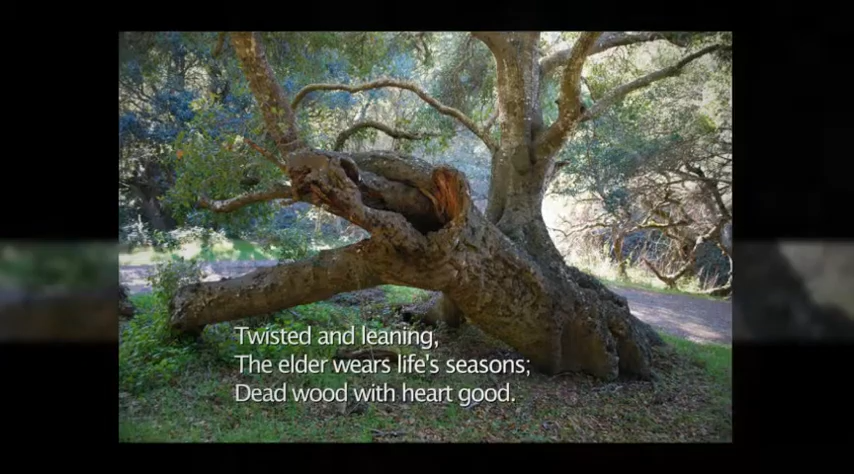 Twisted and leaning,
The elder wears life's seasons;
Dead wood with heart good.